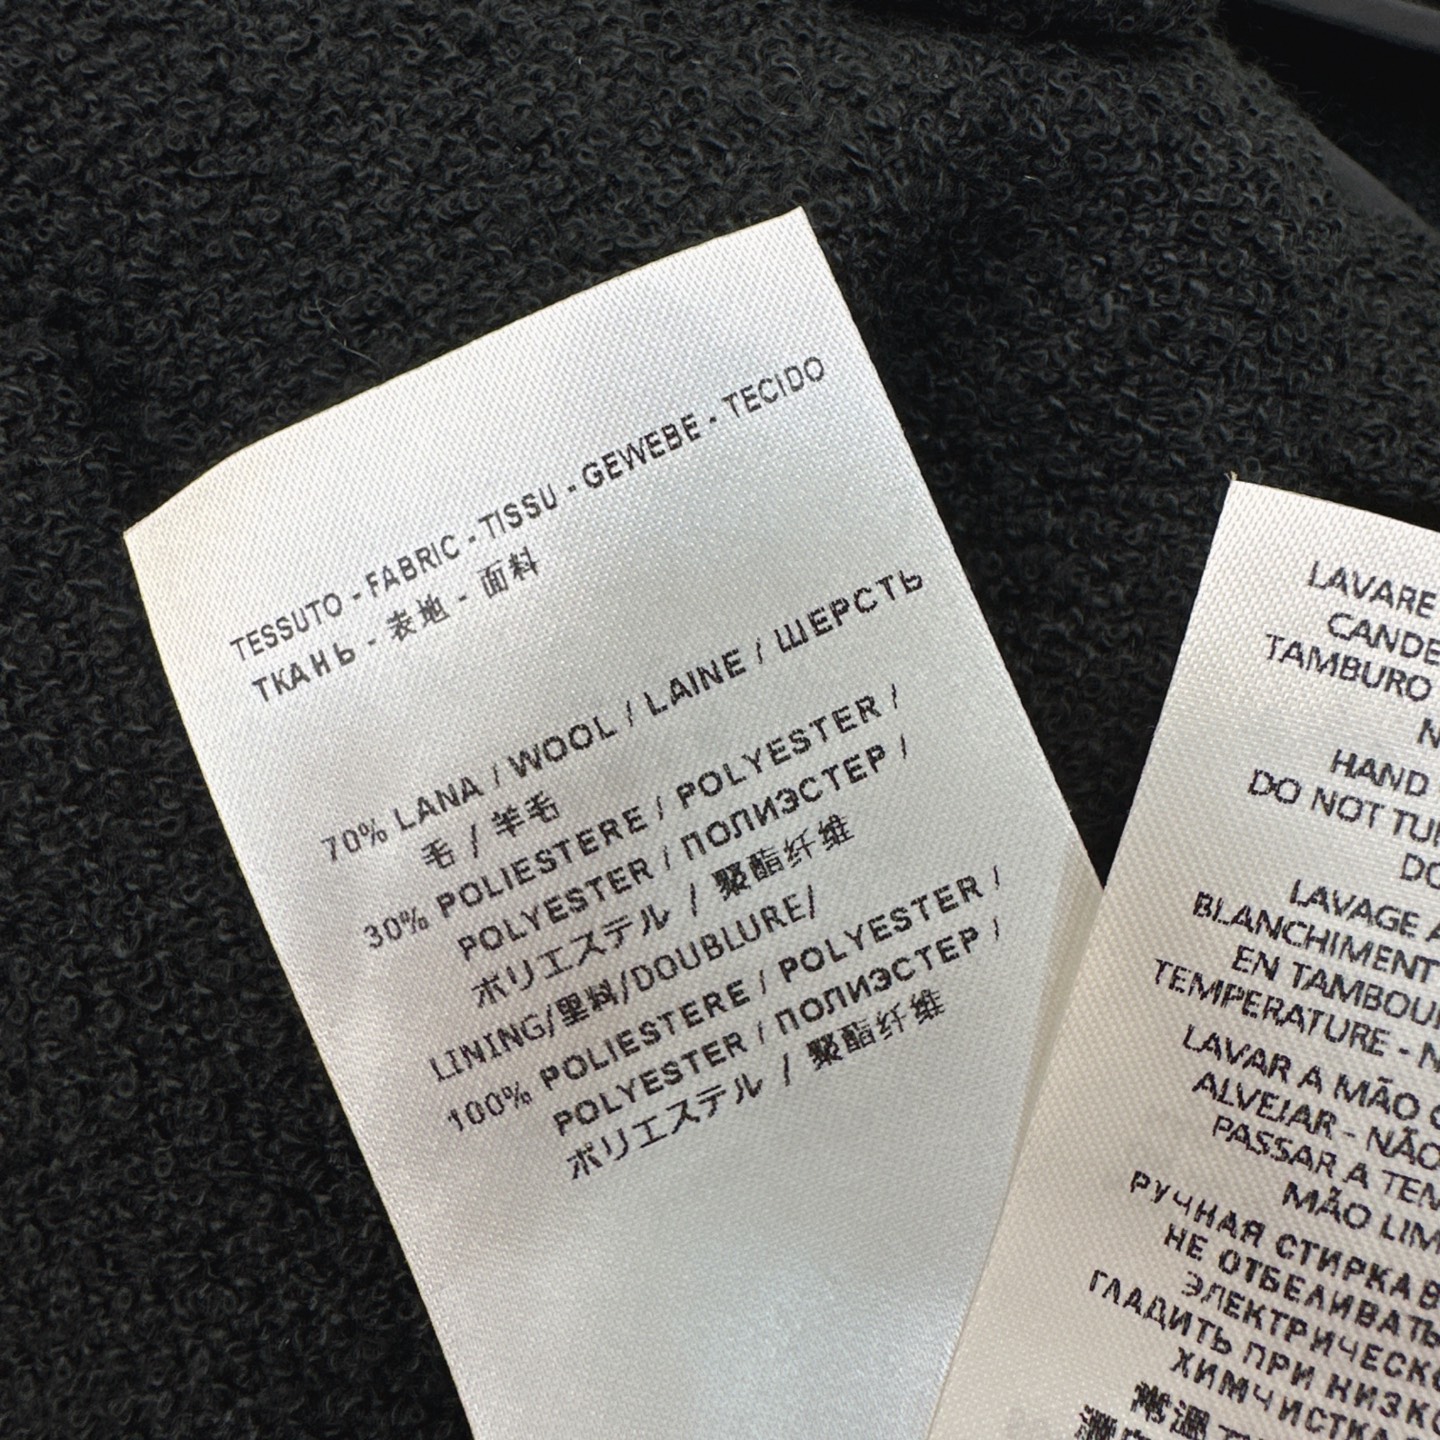 TESSUTO - FABRIC - TISSU - GEWEBE - TECIDO
ТКАНЬ - 表地 - 面料
70% LANA / WOOL / LAINE / ШЕРСТЬ
毛 / 羊毛
30% POLIESTERE / POLYESTER /
POLYESTER / ПОЛИЭСТЕР /
ポリエステル / 聚酯纤维
LINING/里料/DOUBLURE/
100% POLIESTERE / POLYESTER /
POLYESTER / ПОЛИЭСТЕР /
ポリエステル / 聚酯纤维
LAVARE
CANDE
TAMBURO
N
HAND
DO NOT TU
DO
LAVAGE A
BLANCHIMENT
EN TAMBOU
TEMPERATURE - N
LAVAR A MÃO
ALVEJAR - NÃO
PASSAR A TEM
MÃO LIM
РУЧНАЯ СТИРКА В
НЕ ОТБЕЛИВАТЬ
ЭЛЕКТРИЧЕСКО
ГЛАДИТЬ ПРИ НИЗКО
ХИМЧИСТКА
常温